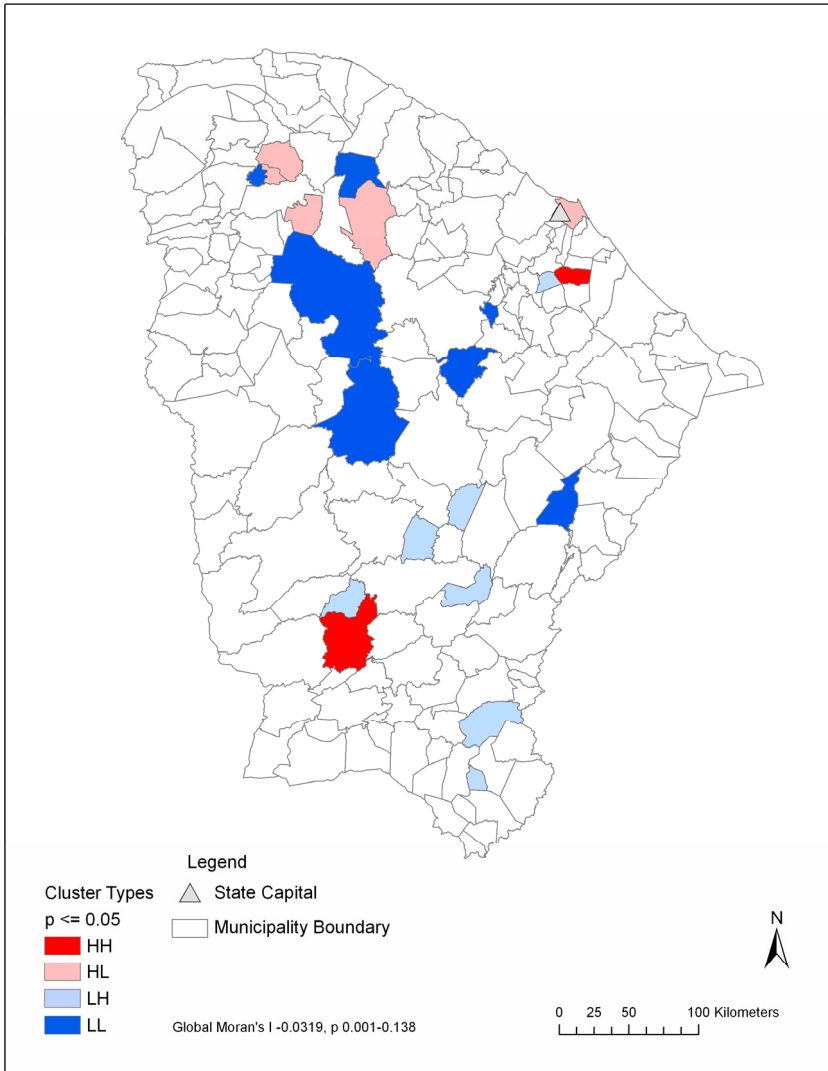 Legend
State Capital
Municipality Boundary
Cluster Types
p <= 0.05
HH
HL
LH
LL
Global Moran's I -0.0319, p 0.001-0.138
N
0 25 50 100 Kilometers